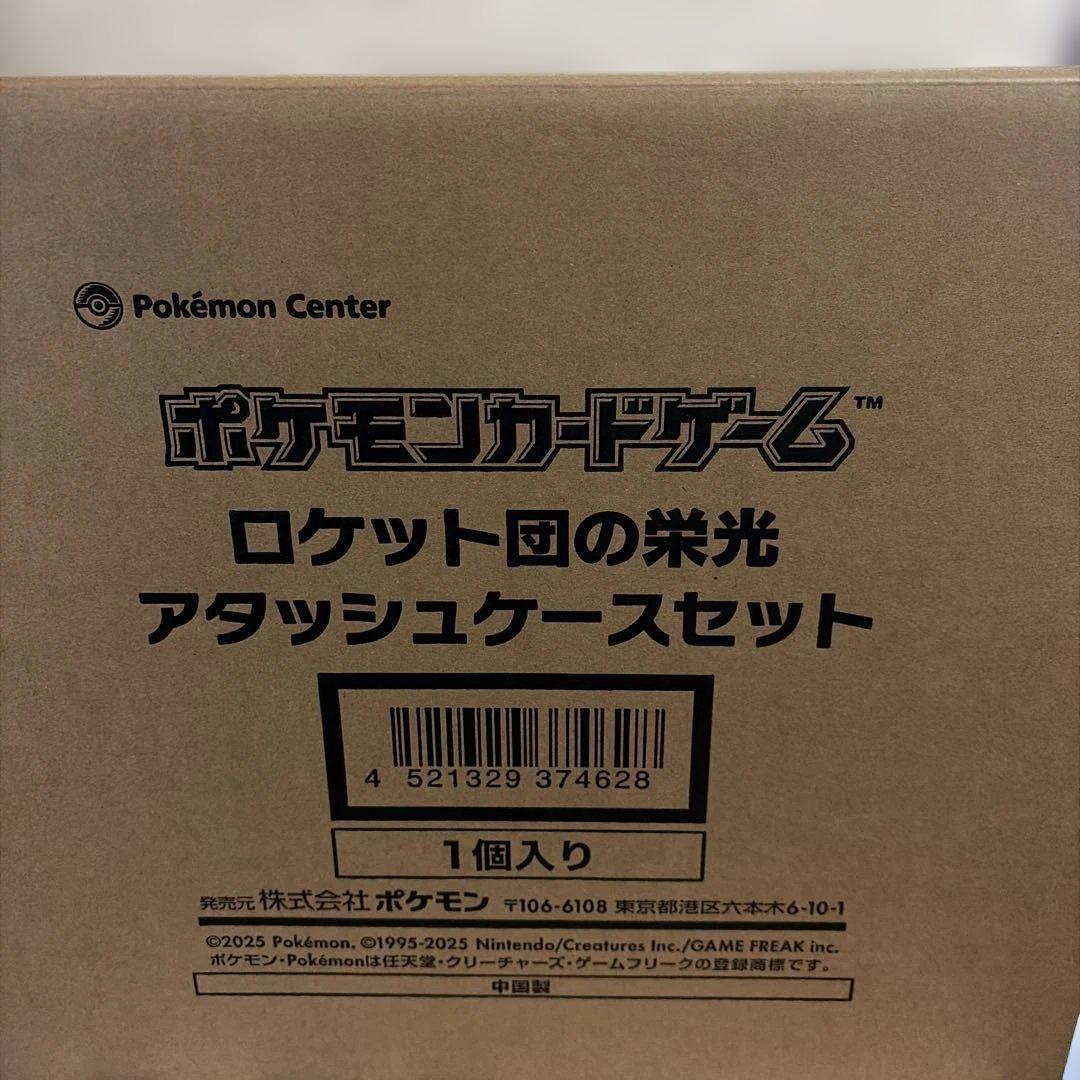 Pokémon Center
ポケモンカードゲーム™
ロケット団の栄光
アタッシュケースセット
4 521329 374628
1個入り
発売元 株式会社 ポケモン 〒106-6108 東京都港区六本木6-10-1
©2025 Pokémon. ©1995-2025 Nintendo/Creatures Inc./GAME FREAK inc.
ポケモン・Pokémonは任天堂・クリーチャーズ・ゲームフリークの登録商標です。
中国製